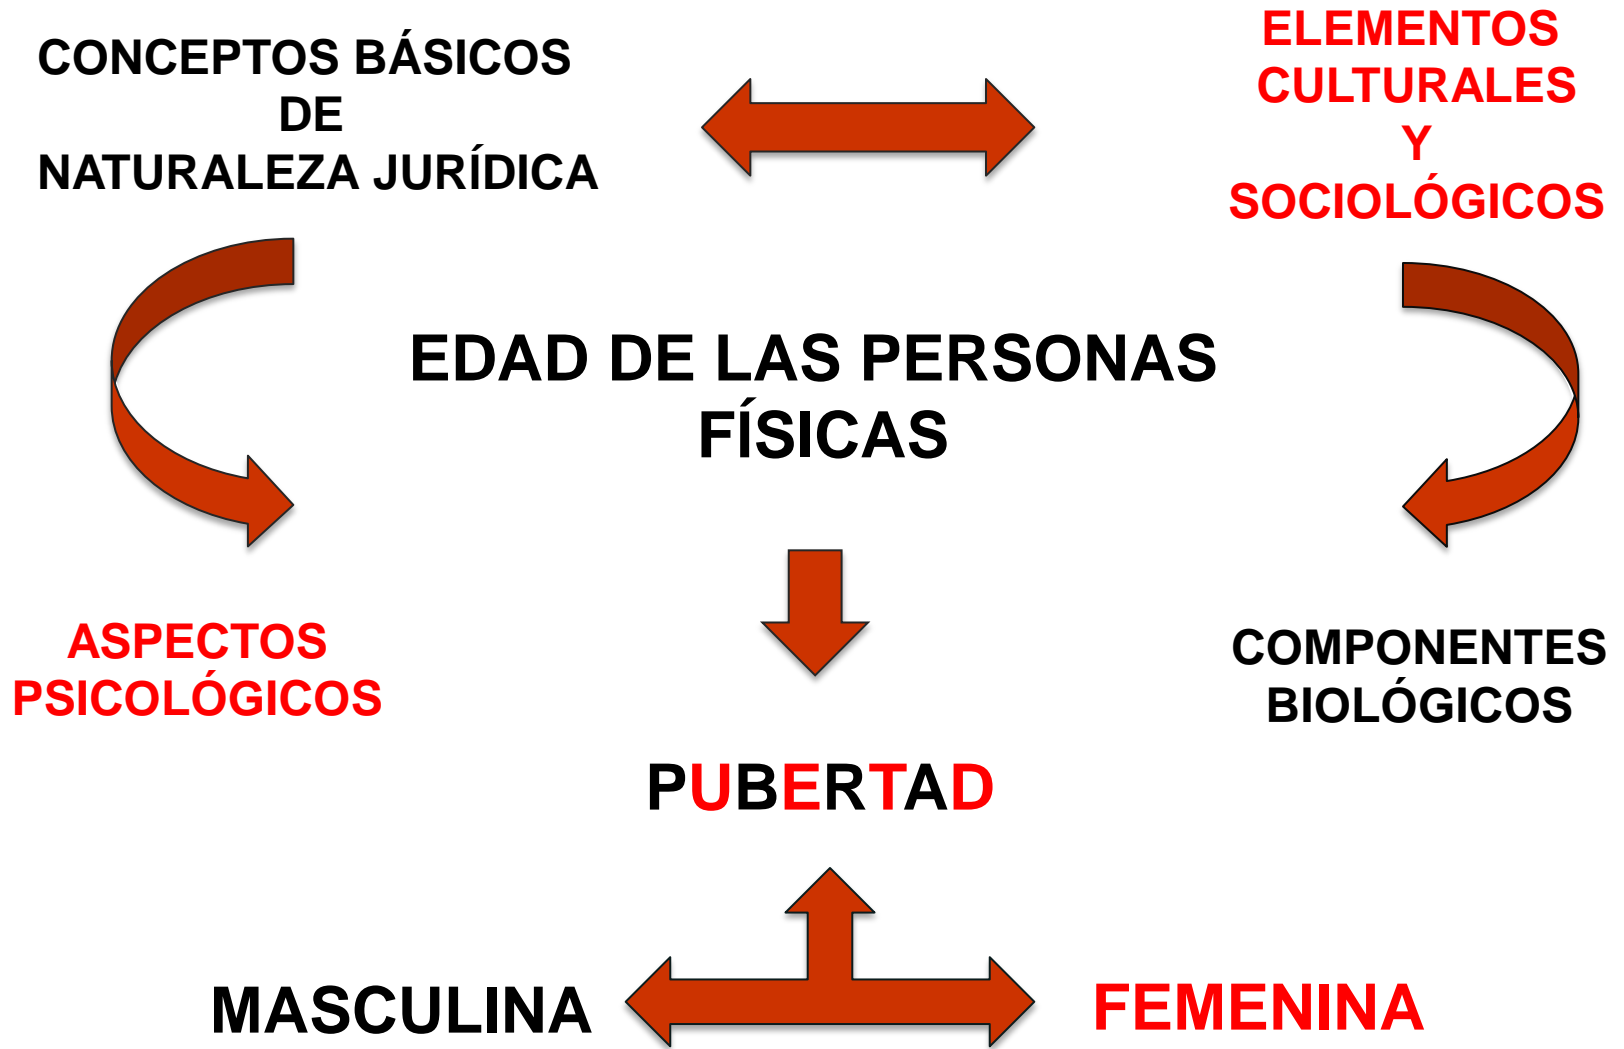 CONCEPTOS BÁSICOS
DE
NATURALEZA JURÍDICA
ELEMENTOS
CULTURALES
Y
SOCIOLÓGICOS
EDAD DE LAS PERSONAS
FÍSICAS
ASPECTOS
PSICOLÓGICOS
COMPONENTES
BIOLÓGICOS
PUBERTAD
MASCULINA
FEMENINA